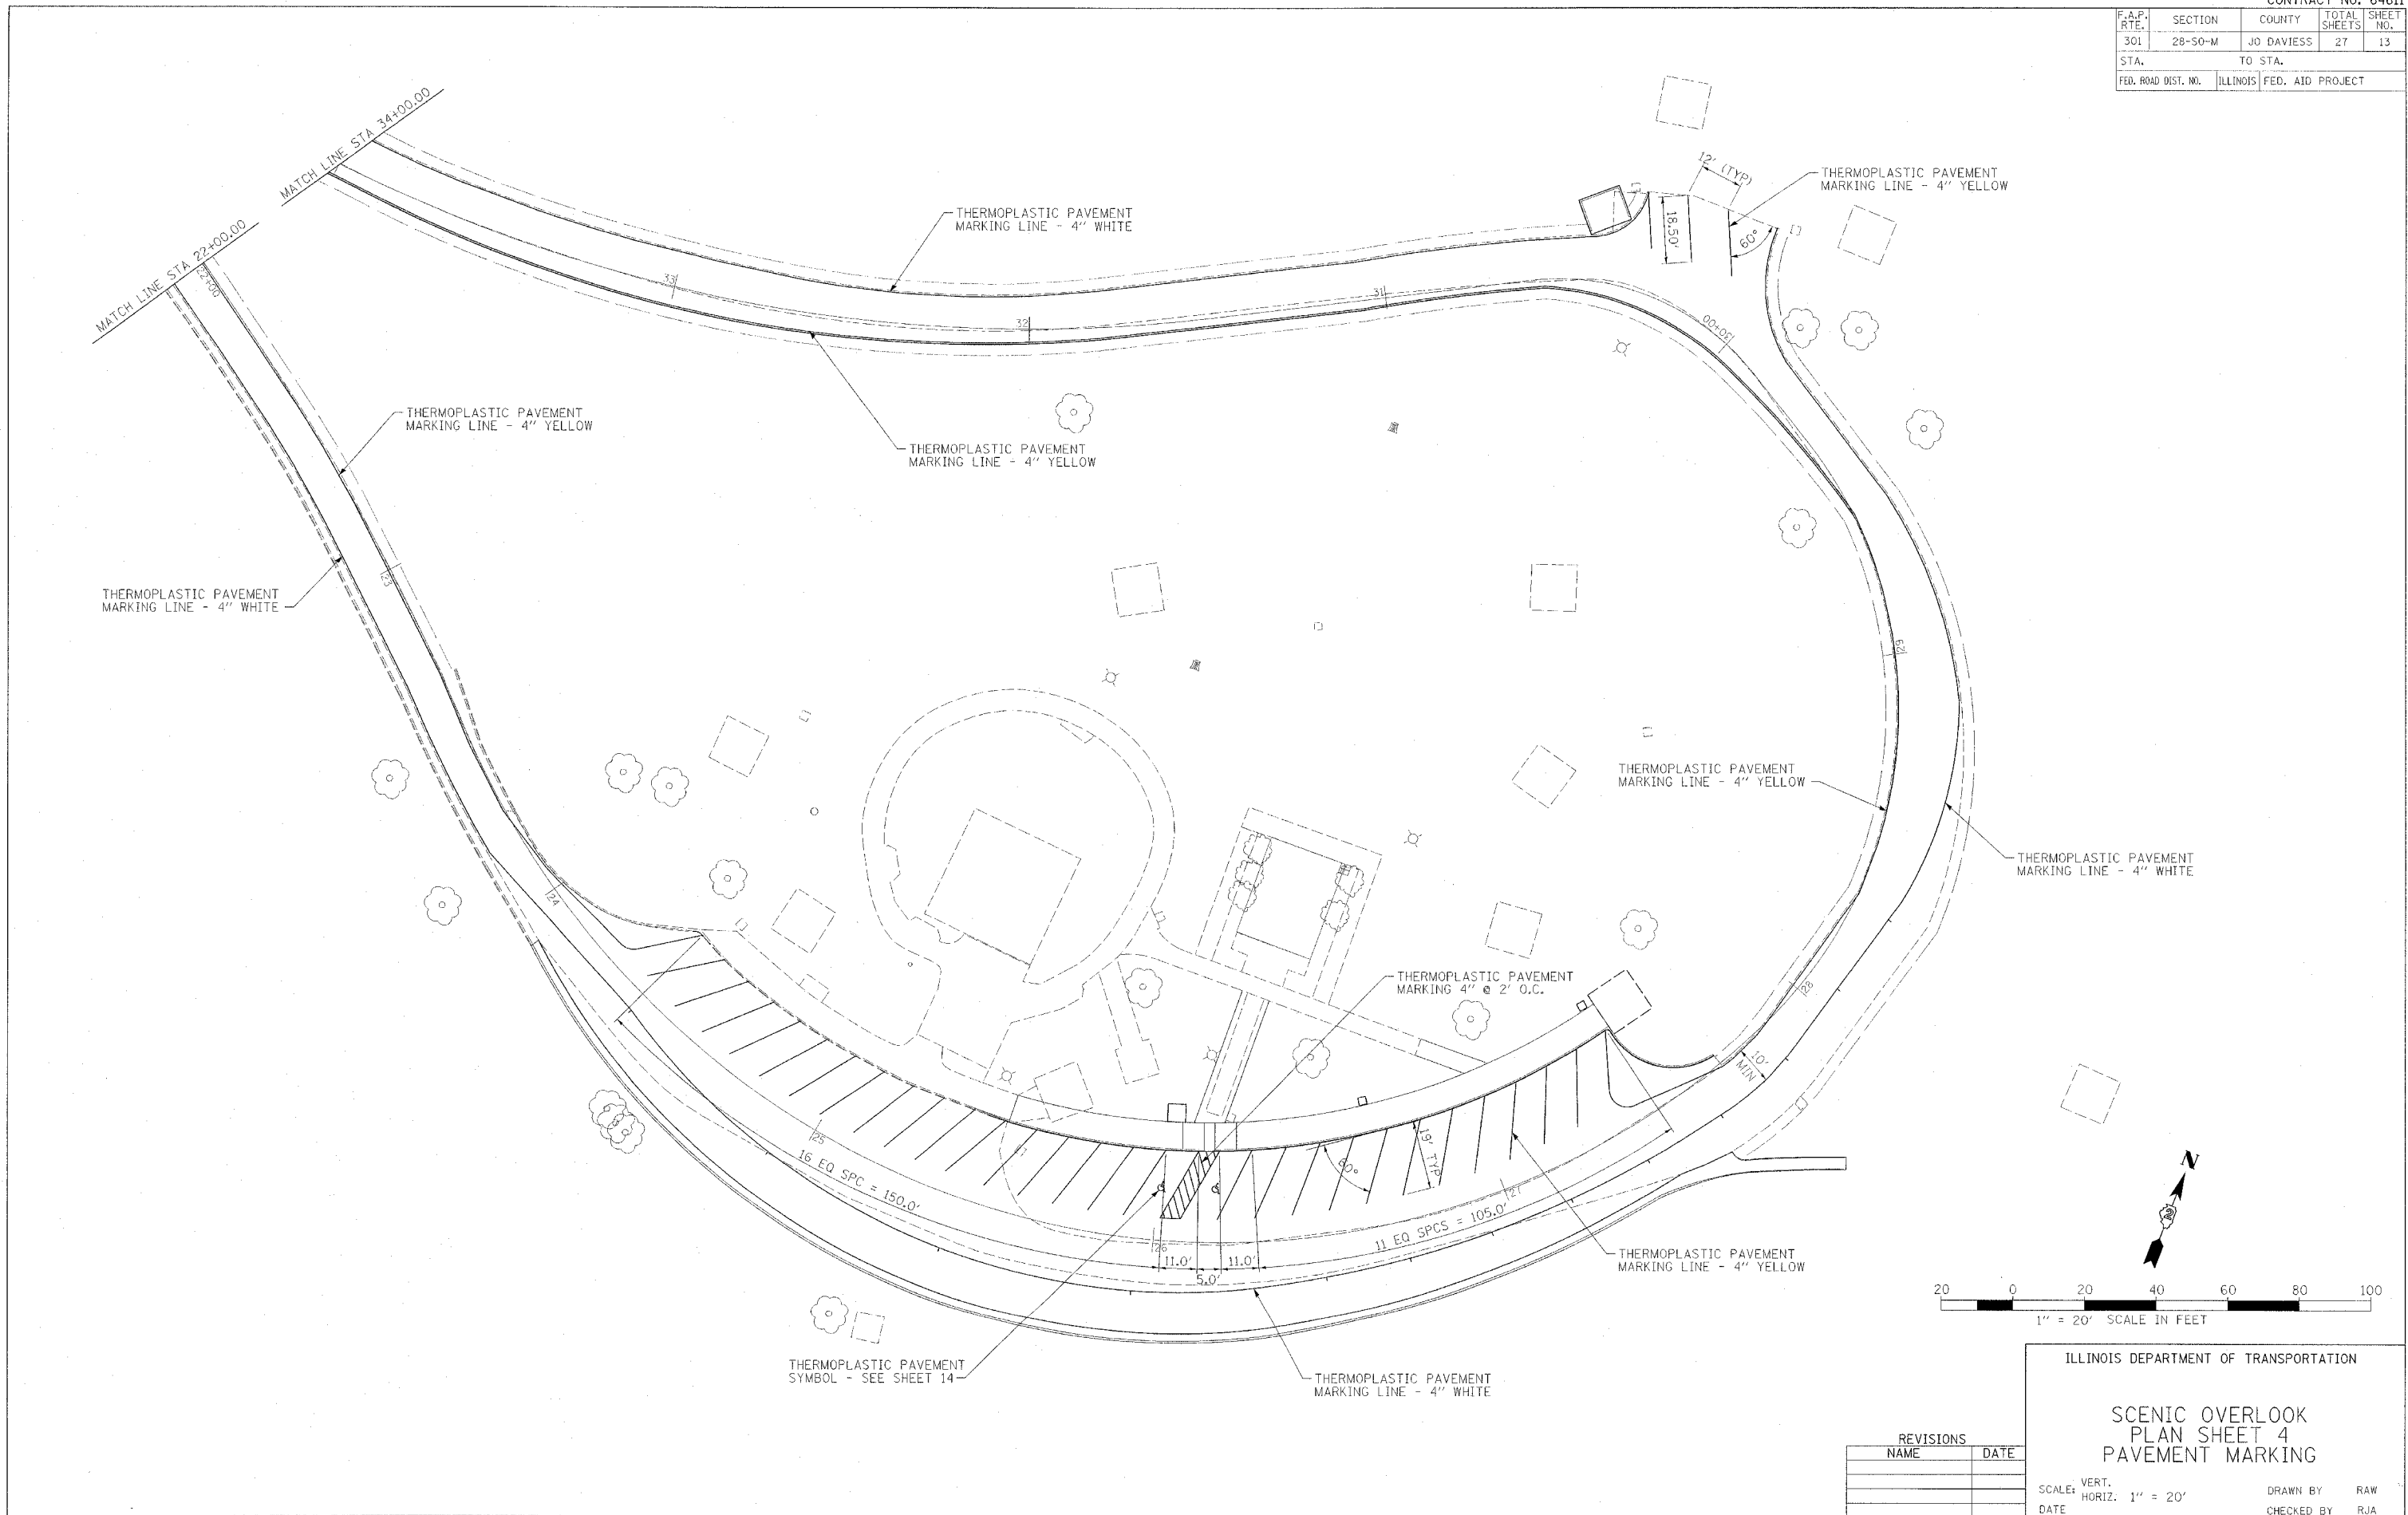 F.A.P. RTE. SECTION COUNTY TOTAL SHEETS SHEET NO.
301 28-SO-M JO DAVIESS 27 13
STA. TO STA.
FED. ROAD DIST. NO. ILLINOIS FED. AID PROJECT
MATCH LINE STA 34+00.00
MATCH LINE STA 22+00.00
22+00
12' (TYP)
THERMOPLASTIC PAVEMENT
MARKING LINE - 4" YELLOW
18.50'
60°
THERMOPLASTIC PAVEMENT
MARKING LINE - 4" WHITE
33
32
31
30+00
THERMOPLASTIC PAVEMENT
MARKING LINE - 4" YELLOW
THERMOPLASTIC PAVEMENT
MARKING LINE - 4" YELLOW
23
THERMOPLASTIC PAVEMENT
MARKING LINE - 4" WHITE
29
THERMOPLASTIC PAVEMENT
MARKING LINE - 4" YELLOW
THERMOPLASTIC PAVEMENT
MARKING LINE - 4" WHITE
24
THERMOPLASTIC PAVEMENT
MARKING 4" @ 2' O.C.
28
10'
MIN
25
16 EQ SPC = 150.0'
19' TYP
60°
27
11 EQ SPCS = 105.0'
26
11.0'
5.0'
11.0'
THERMOPLASTIC PAVEMENT
MARKING LINE - 4" YELLOW
N
20 0 20 40 60 80 100
1" = 20' SCALE IN FEET
THERMOPLASTIC PAVEMENT
SYMBOL - SEE SHEET 14
THERMOPLASTIC PAVEMENT
MARKING LINE - 4" WHITE
ILLINOIS DEPARTMENT OF TRANSPORTATION
SCENIC OVERLOOK
PLAN SHEET 4
PAVEMENT MARKING
REVISIONS
NAME DATE
SCALE: VERT.
HORIZ. 1" = 20'
DRAWN BY RAW
DATE
CHECKED BY RJA